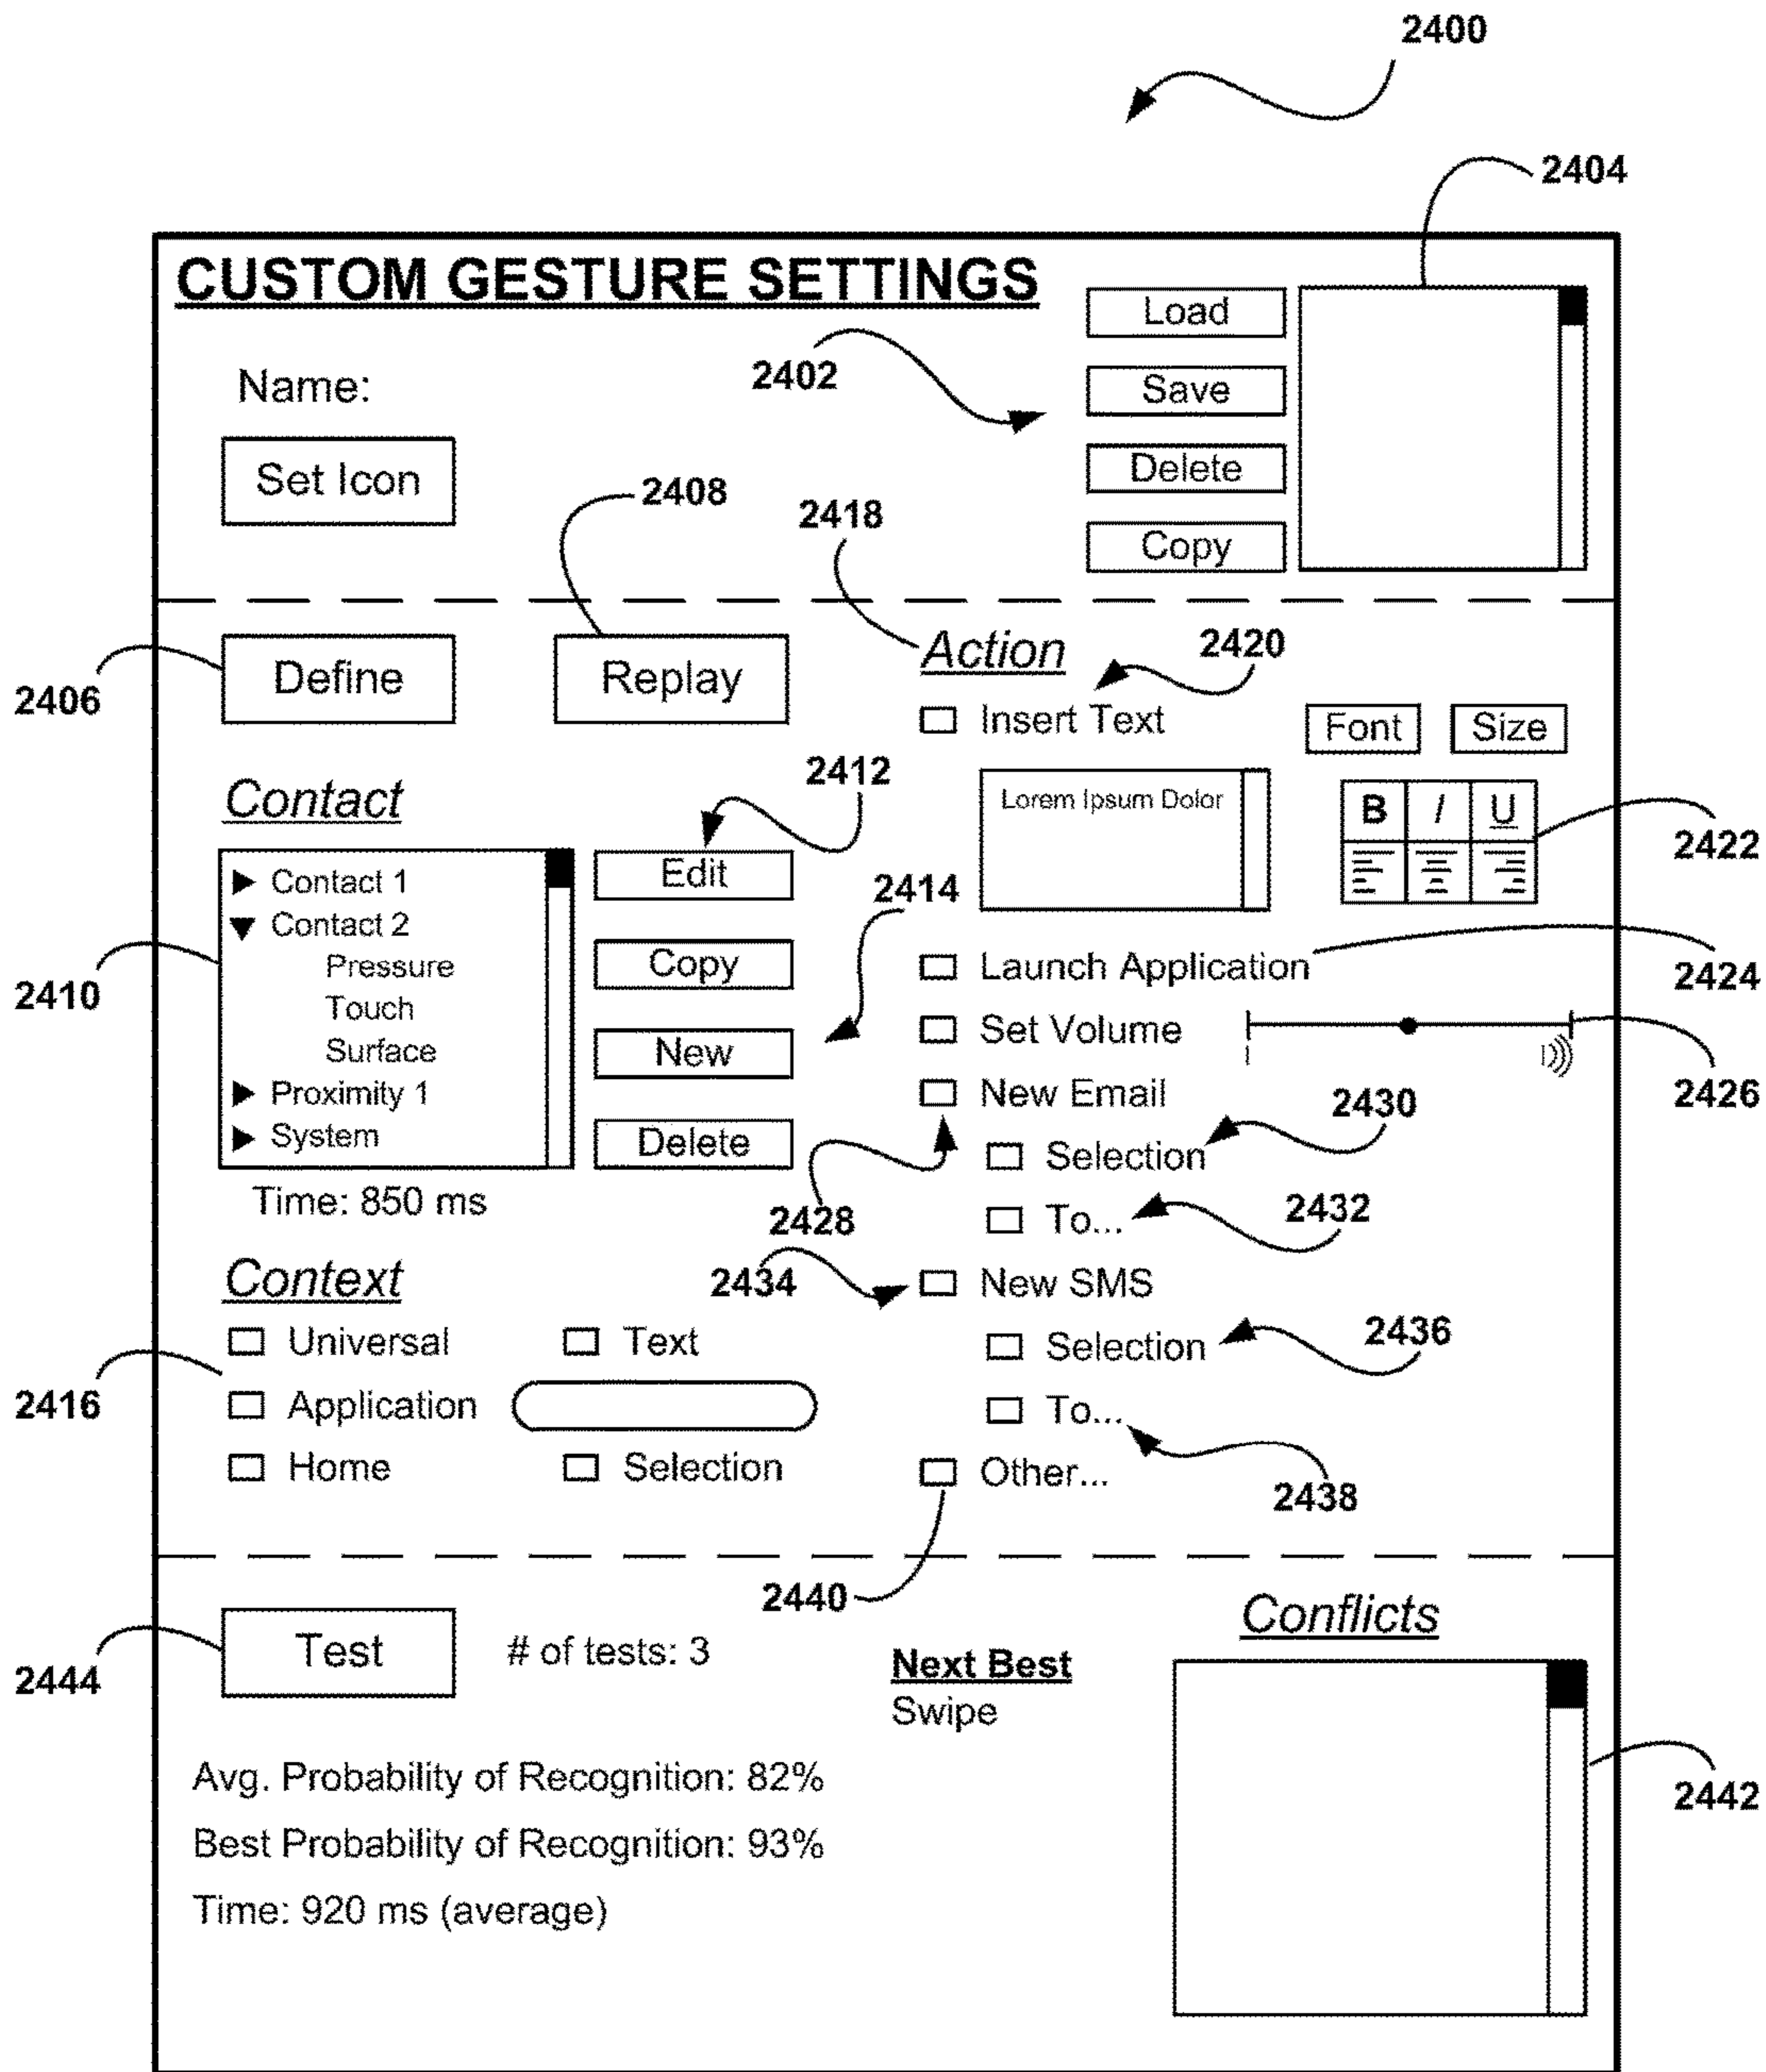 2400
2404
CUSTOM GESTURE SETTINGS
Load
2402
Save
Name:
Delete
Set Icon
2408
2418
Copy
2406
Define
Replay
Action
2420
Insert Text
Font
Size
Contact
2412
Lorem Ipsum Dolor
B I U
2422
Contact 1
Edit
2414
Contact 2
Pressure
Copy
Launch Application
2424
2410
Touch
Set Volume
Surface
New
2426
Proximity 1
New Email
2430
System
Delete
Selection
Time: 850 ms
2428
To...
2432
Context
2434
New SMS
Universal
Text
Selection
2436
2416
Application
To...
Home
Selection
Other...
2438
2440
Conflicts
2444
Test
# of tests: 3
Next Best
Swipe
Avg. Probability of Recognition: 82%
2442
Best Probability of Recognition: 93%
Time: 920 ms (average)